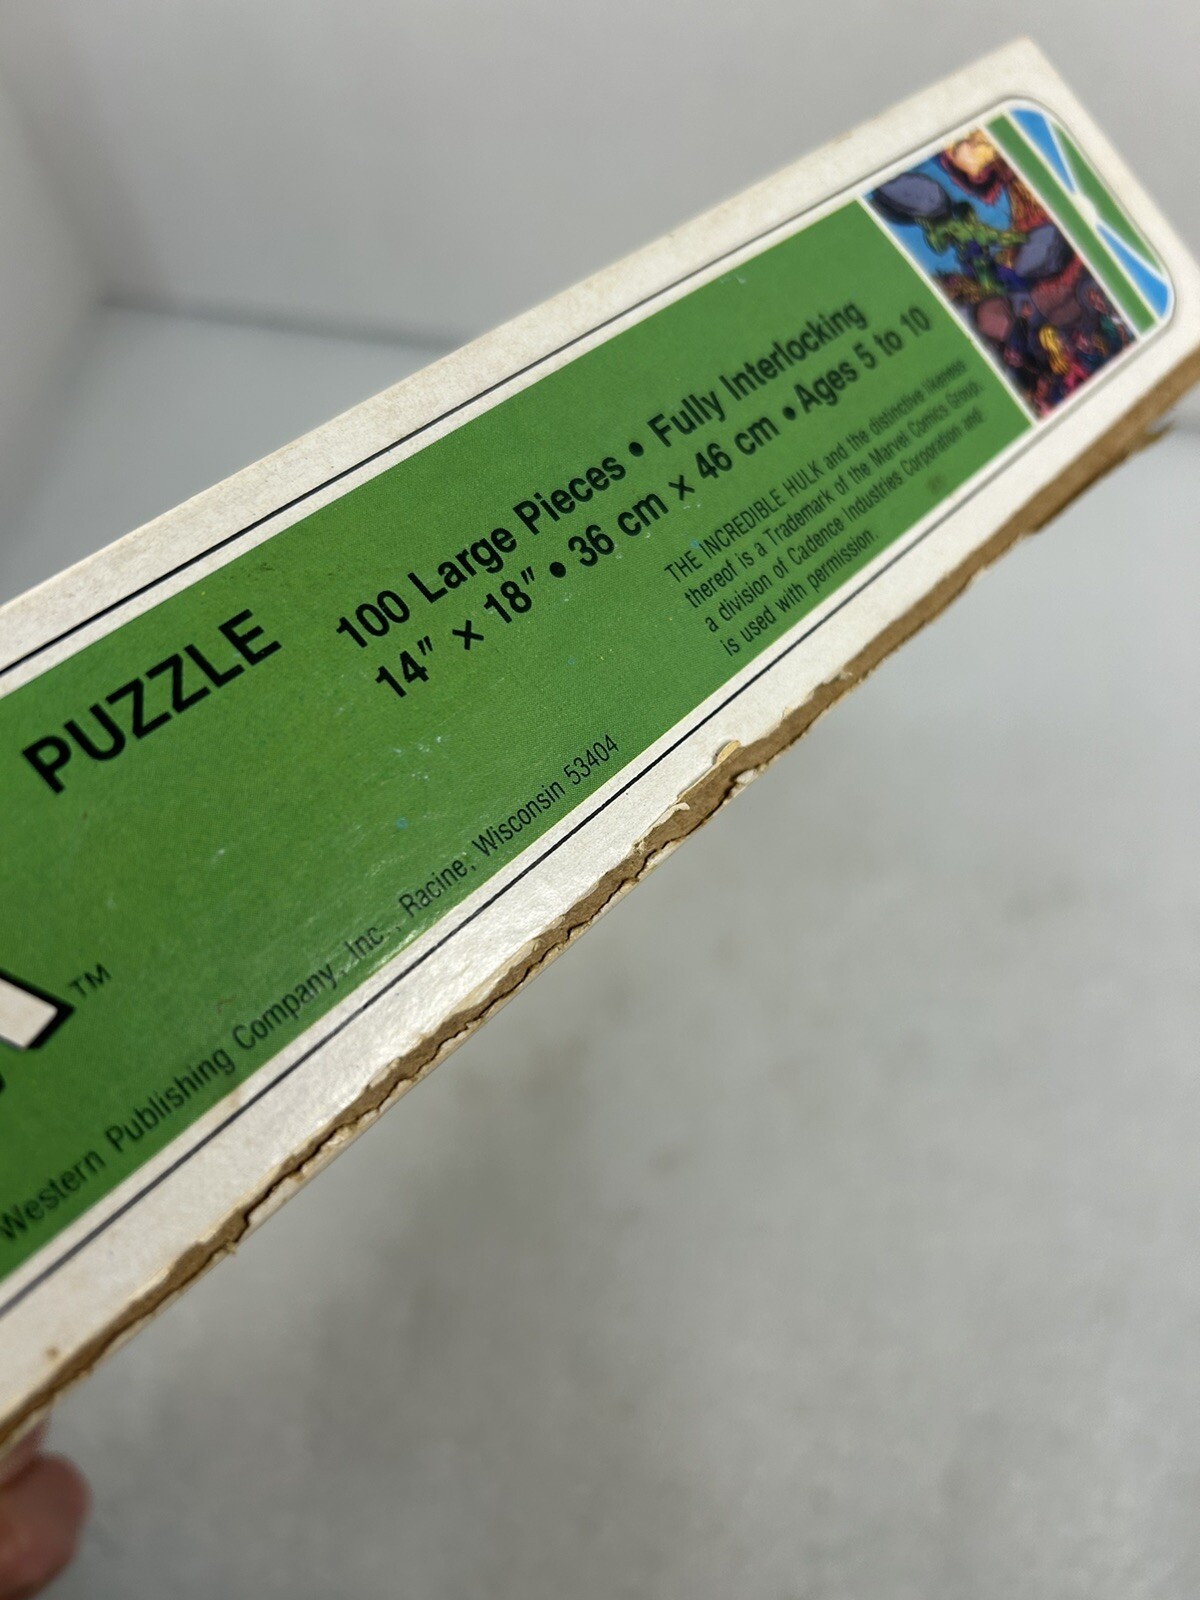 PUZZLE
100 Large Pieces • Fully Interlocking
14" × 18" • 36 cm × 46 cm • Ages 5 to 10
THE INCREDIBLE HULK and the distinctive likeness
thereof is a Trademark of the Marvel Comics Group,
a division of Cadence Industries Corporation and
is used with permission.
TM
Western Publishing Company, Inc., Racine, Wisconsin 53404